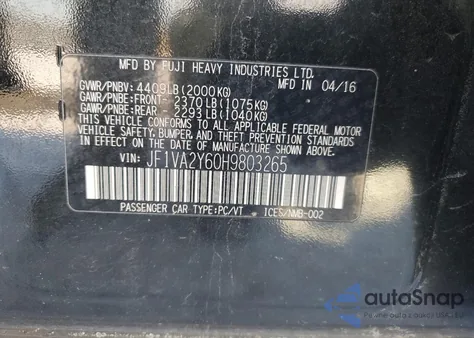 MFD BY FUJI HEAVY INDUSTRIES LTD.
MFD IN 04/16
GVWR/PNBV: 4409LB(2000KG)
GAWR/PNBE:FRONT- 2370LB(1075KG)
GAWR/PNBE:REAR - 2293LB(1040KG)
THIS VEHICLE CONFORMS TO ALL APPLICABLE FEDERAL MOTOR
VEHICLE SAFETY, BUMPER, AND THEFT PREVENTION STANDARDS
IN EFFECT ON THE DATE OF MANUFACTURE SHOWN ABOVE.
VIN: JF1VA2Y60H9803265
PASSENGER CAR TYPE:PC/VT ICES/NMB-002
autoSnap